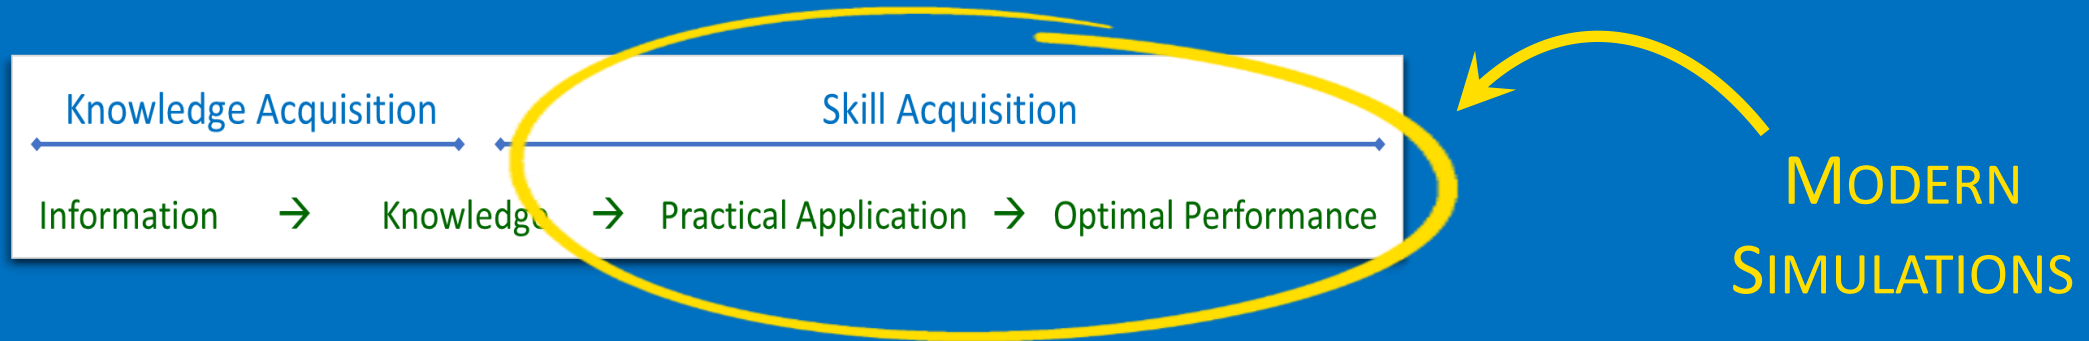 Knowledge Acquisition Skill Acquisition
Information → Knowledge → Practical Application → Optimal Performance
MODERN
SIMULATIONS